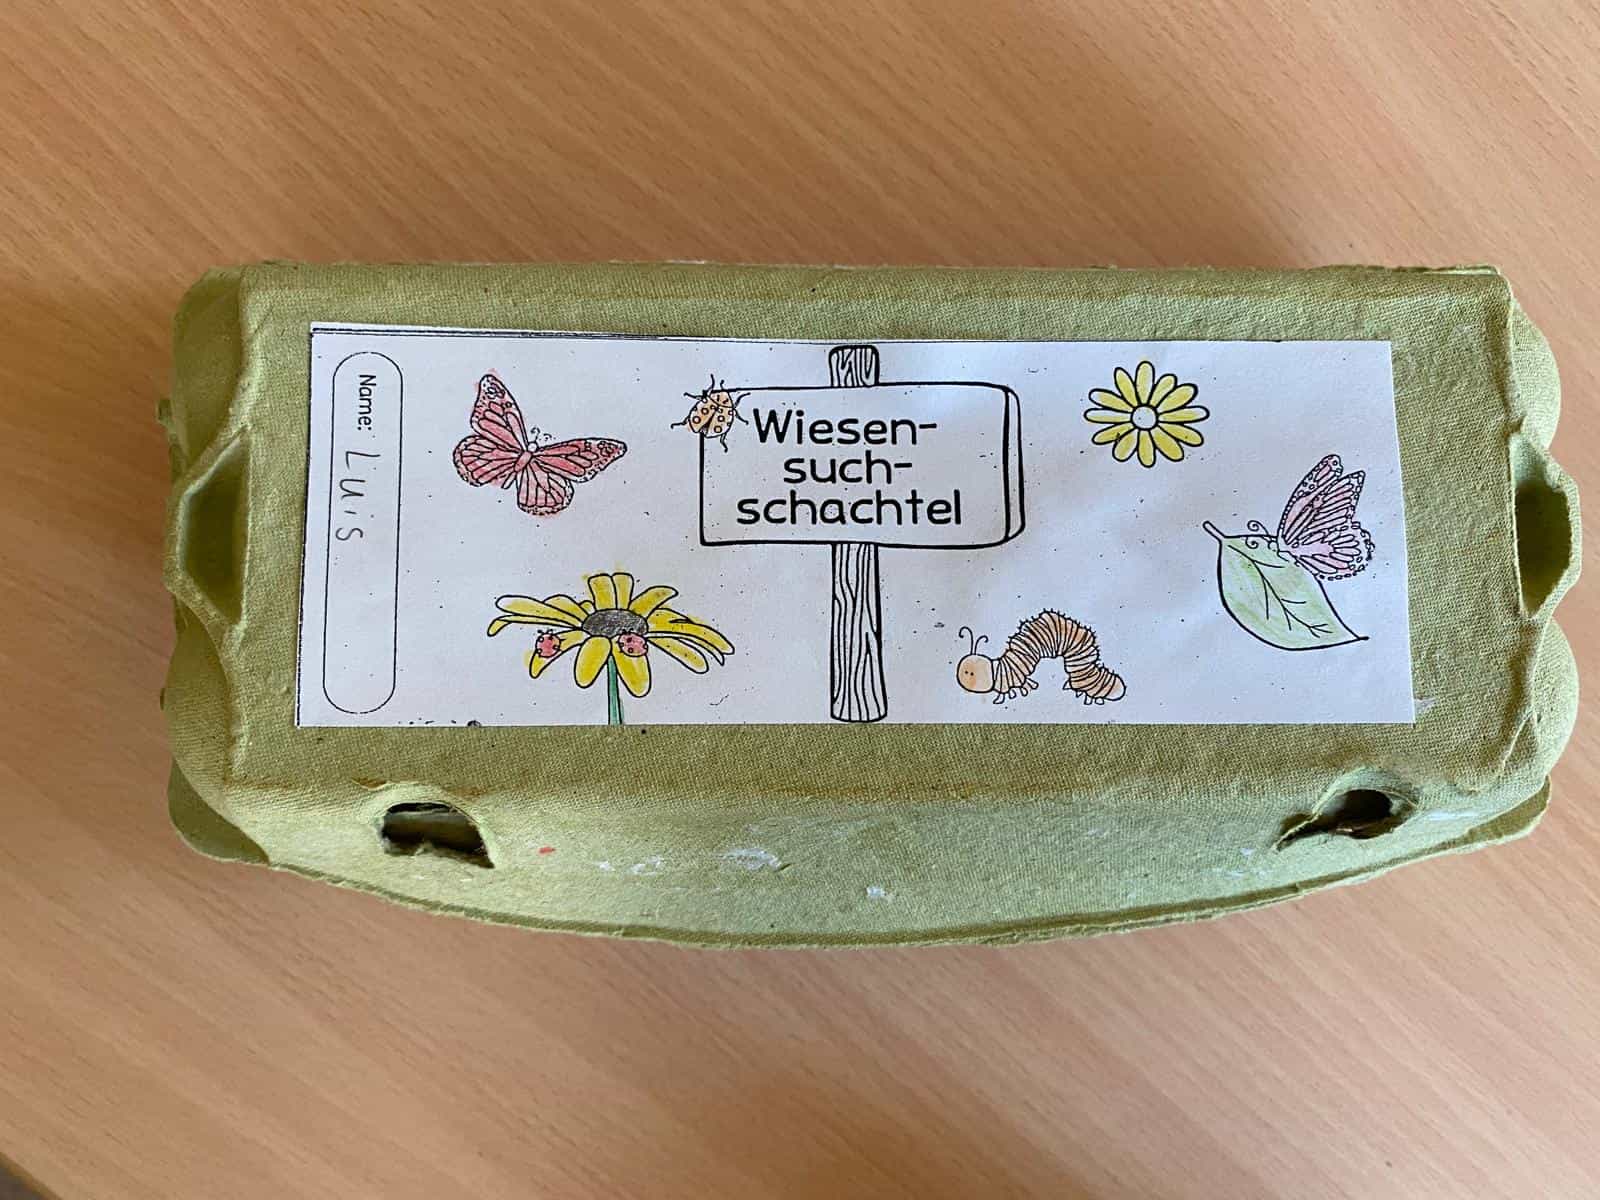 Name: Luis
Wiesen-
such-
schachtel